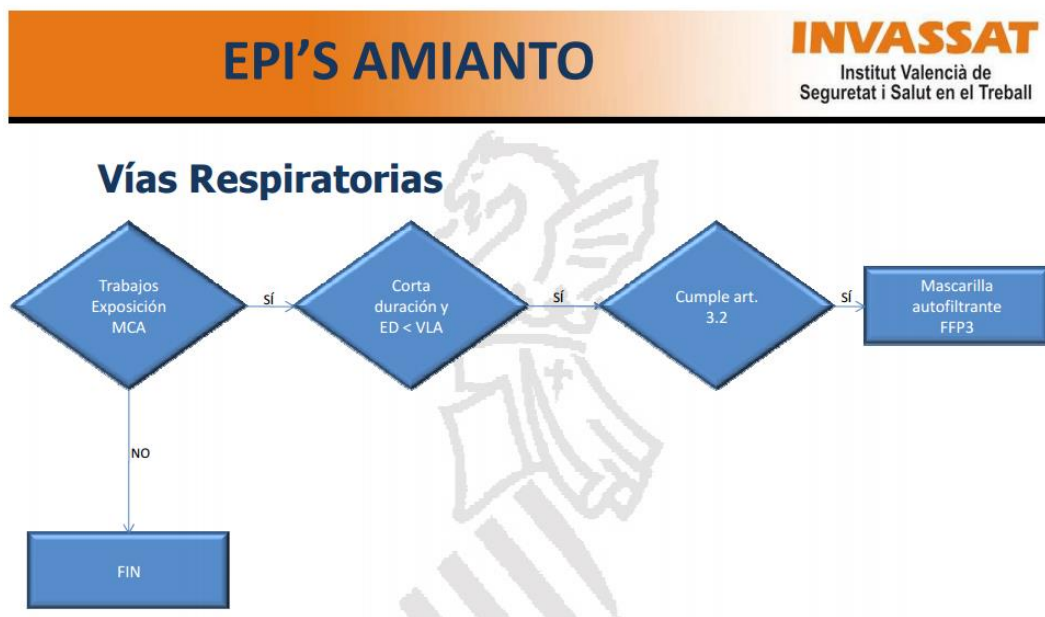 EPI'S AMIANTO
INVASSAT
Institut Valencià de
Seguretat i Salut en el Treball
Vías Respiratorias
Trabajos
Exposición
MCA
SÍ
Corta
duración y
ED < VLA
SÍ
Cumple art.
3.2
SÍ
Mascarilla
autofiltrante
FFP3
NO
FIN